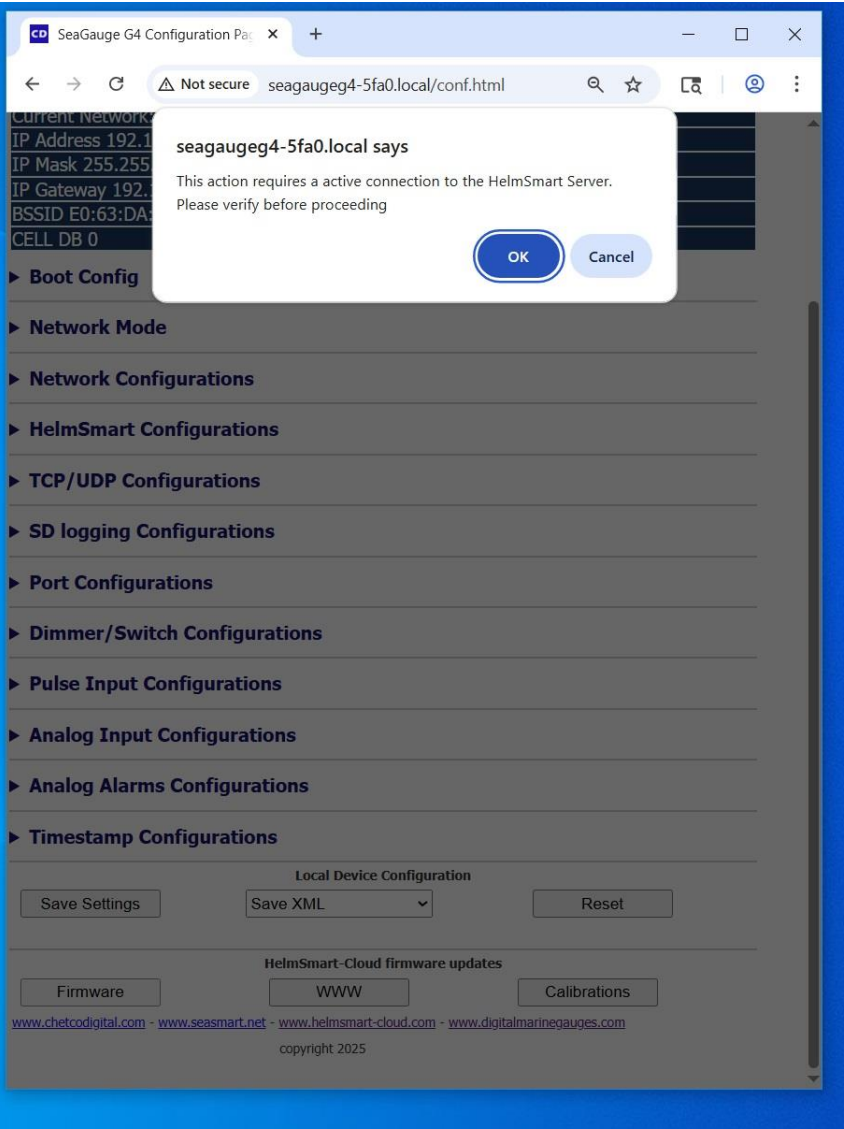 CD SeaGauge G4 Configuration Pag
Not secure seagaugeg4-5fa0.local/conf.html
Current Network:
IP Address 192.1
IP Mask 255.255
IP Gateway 192.
BSSID E0:63:DA:
CELL DB 0
seagaugeg4-5fa0.local says
This action requires a active connection to the HelmSmart Server.
Please verify before proceeding
OK Cancel
Boot Config
Network Mode
Network Configurations
HelmSmart Configurations
TCP/UDP Configurations
SD logging Configurations
Port Configurations
Dimmer/Switch Configurations
Pulse Input Configurations
Analog Input Configurations
Analog Alarms Configurations
Timestamp Configurations
Local Device Configuration
Save Settings Save XML Reset
HelmSmart-Cloud firmware updates
Firmware WWW Calibrations
www.chetcodigital.com - www.seasmart.net - www.helmsmart-cloud.com - www.digitalmarinegauges.com
copyright 2025